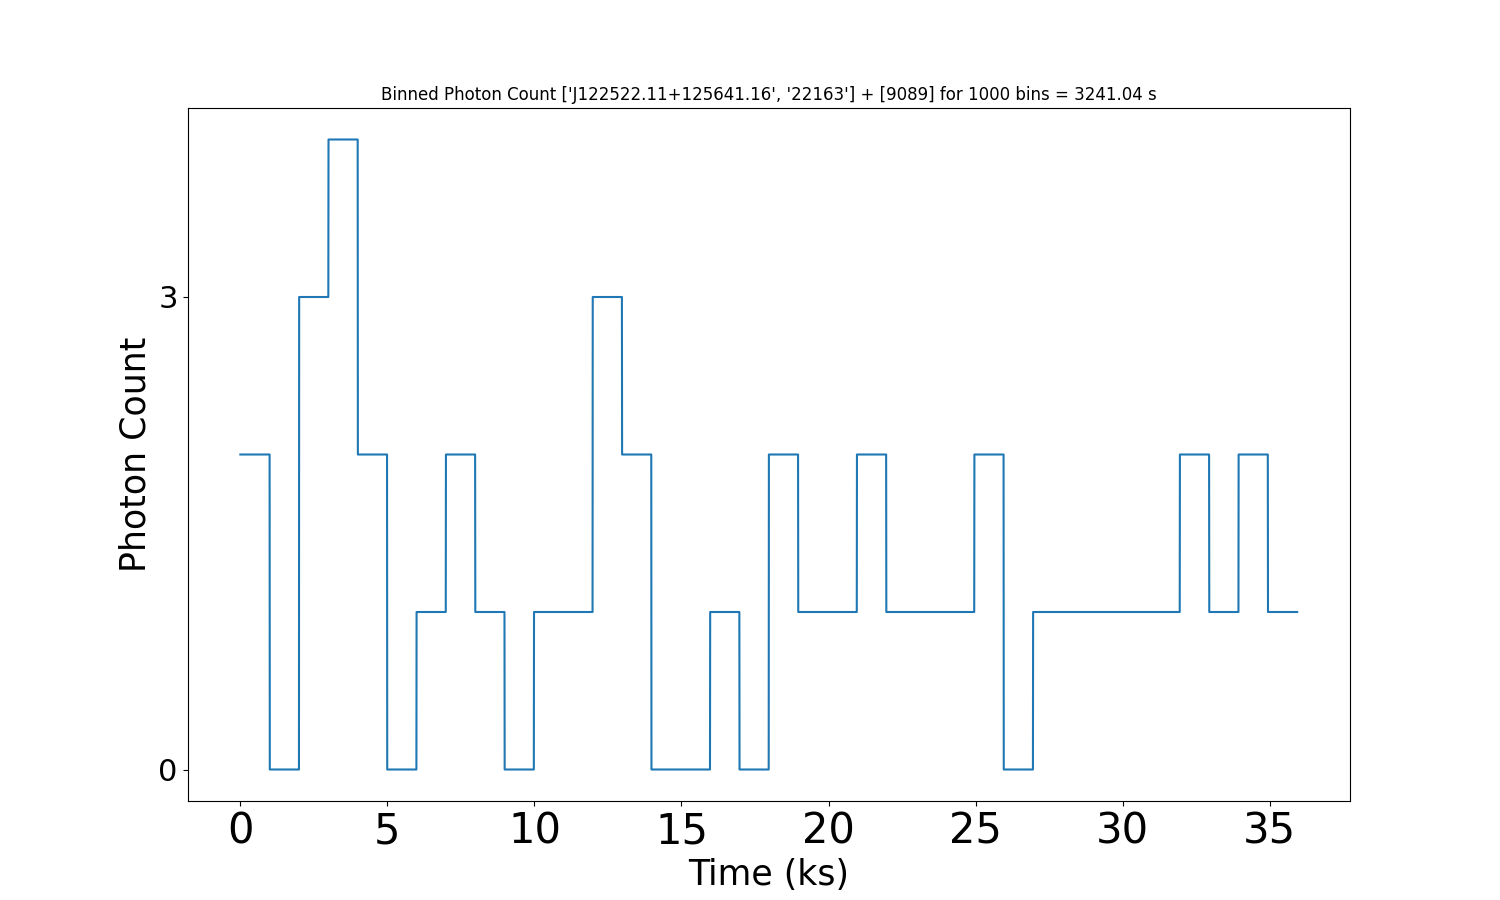 Binned Photon Count ['J122522.11+125641.16', '22163'] + [9089] for 1000 bins = 3241.04 s
Photon Count
3
0
0 5 10 15 20 25 30 35
Time (ks)